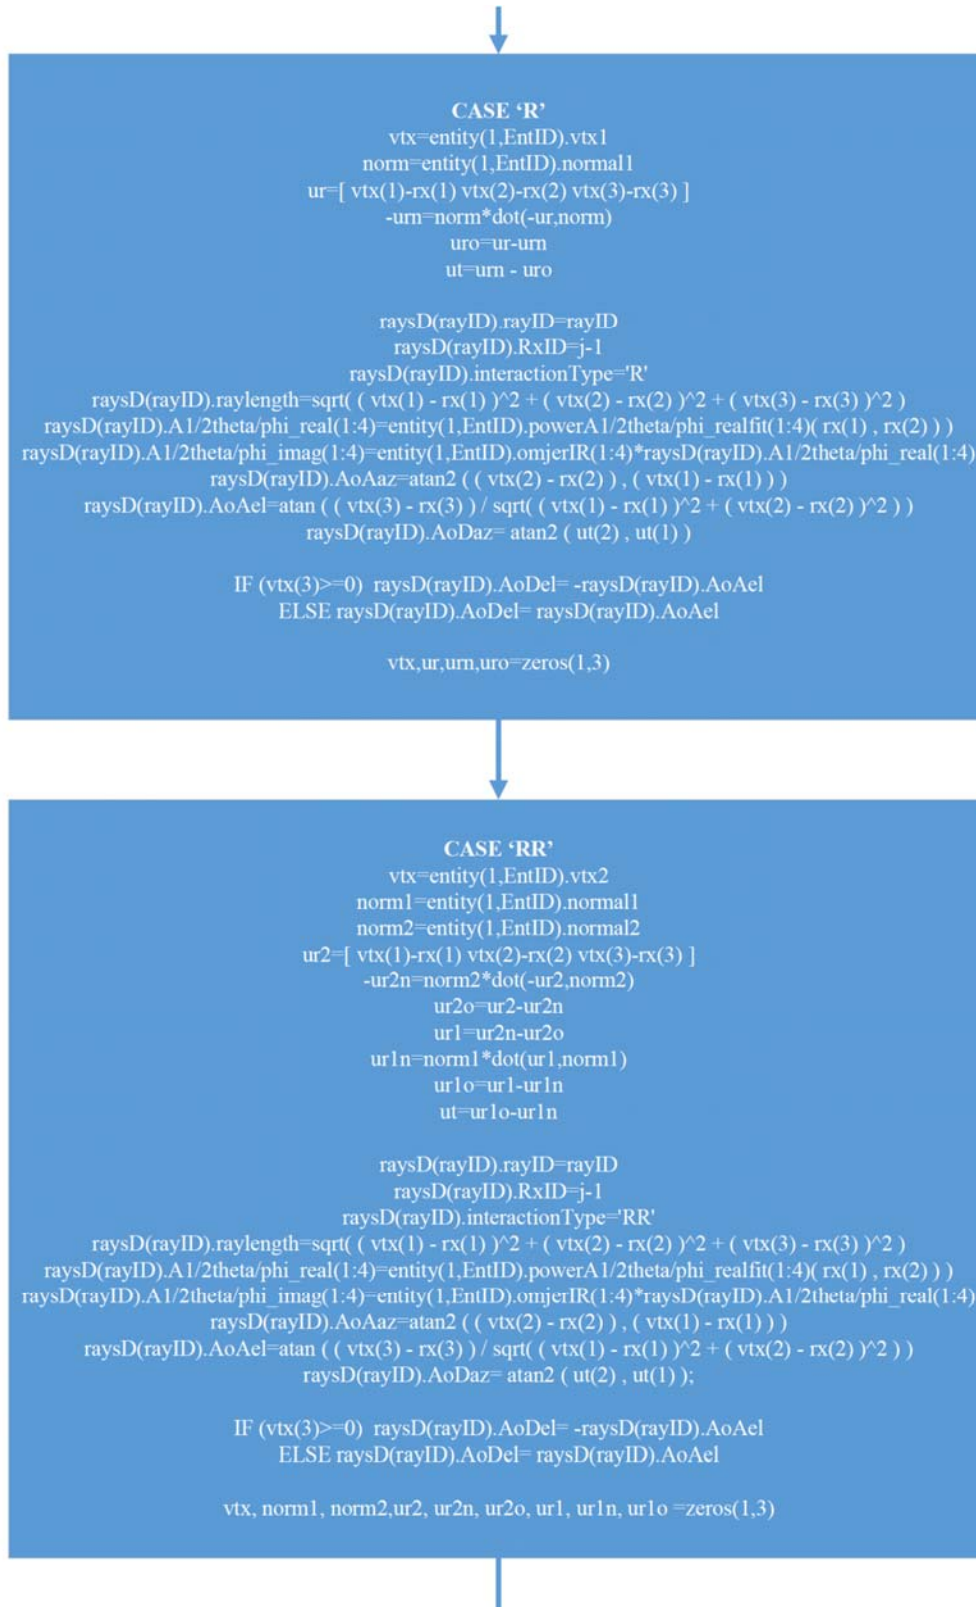 CASE ‘R’
vtx=entity(1,EntID).vtx1
norm=entity(1,EntID).normal1
ur=[ vtx(1)-rx(1) vtx(2)-rx(2) vtx(3)-rx(3) ]
-urn=norm*dot(-ur,norm)
uro=ur-urn
ut=urn - uro
raysD(rayID).rayID=rayID
raysD(rayID).RxID=j-1
raysD(rayID).interactionType='R'
raysD(rayID).raylength=sqrt( ( vtx(1) - rx(1) )^2 + ( vtx(2) - rx(2) )^2 + ( vtx(3) - rx(3) )^2 )
raysD(rayID).A1/2theta/phi_real(1:4)=entity(1,EntID).powerA1/2theta/phi_realfit(1:4)( rx(1) , rx(2) ) )
raysD(rayID).A1/2theta/phi_imag(1:4)=entity(1,EntID).omjerIR(1:4)*raysD(rayID).A1/2theta/phi_real(1:4)
raysD(rayID).AoAaz=atan2 ( ( vtx(2) - rx(2) ) , ( vtx(1) - rx(1) ) )
raysD(rayID).AoAel=atan ( ( vtx(3) - rx(3) ) / sqrt( ( vtx(1) - rx(1) )^2 + ( vtx(2) - rx(2) )^2 ) )
raysD(rayID).AoDaz= atan2 ( ut(2) , ut(1) )
IF (vtx(3)>=0) raysD(rayID).AoDel= -raysD(rayID).AoAel
ELSE raysD(rayID).AoDel= raysD(rayID).AoAel
vtx,ur,urn,uro=zeros(1,3)
CASE ‘RR’
vtx=entity(1,EntID).vtx2
norm1=entity(1,EntID).normal1
norm2=entity(1,EntID).normal2
ur2=[ vtx(1)-rx(1) vtx(2)-rx(2) vtx(3)-rx(3) ]
-ur2n=norm2*dot(-ur2,norm2)
ur2o=ur2-ur2n
ur1=ur2n-ur2o
ur1n=norm1*dot(ur1,norm1)
ur1o=ur1-ur1n
ut=ur1o-ur1n
raysD(rayID).rayID=rayID
raysD(rayID).RxID=j-1
raysD(rayID).interactionType='RR'
raysD(rayID).raylength=sqrt( ( vtx(1) - rx(1) )^2 + ( vtx(2) - rx(2) )^2 + ( vtx(3) - rx(3) )^2 )
raysD(rayID).A1/2theta/phi_real(1:4)=entity(1,EntID).powerA1/2theta/phi_realfit(1:4)( rx(1) , rx(2) ) )
raysD(rayID).A1/2theta/phi_imag(1:4)=entity(1,EntID).omjerIR(1:4)*raysD(rayID).A1/2theta/phi_real(1:4)
raysD(rayID).AoAaz=atan2 ( ( vtx(2) - rx(2) ) , ( vtx(1) - rx(1) ) )
raysD(rayID).AoAel=atan ( ( vtx(3) - rx(3) ) / sqrt( ( vtx(1) - rx(1) )^2 + ( vtx(2) - rx(2) )^2 ) )
raysD(rayID).AoDaz= atan2 ( ut(2) , ut(1) );
IF (vtx(3)>=0) raysD(rayID).AoDel= -raysD(rayID).AoAel
ELSE raysD(rayID).AoDel= raysD(rayID).AoAel
vtx, norm1, norm2,ur2, ur2n, ur2o, ur1, ur1n, ur1o =zeros(1,3)